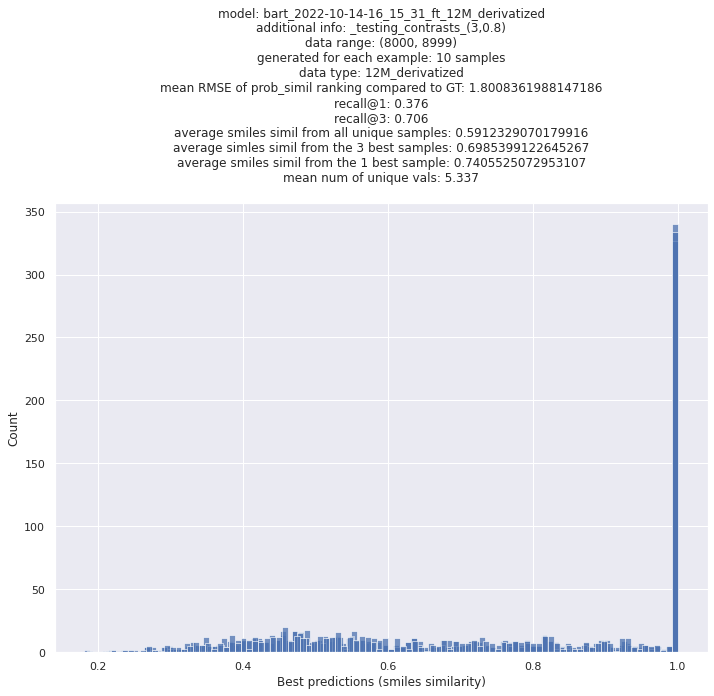 model: bart_2022-10-14-16_15_31_ft_12M_derivatized
additional info: _testing_contrasts_(3,0.8)
data range: (8000, 8999)
generated for each example: 10 samples
data type: 12M_derivatized
mean RMSE of prob_simil ranking compared to GT: 1.8008361988147186
recall@1: 0.376
recall@3: 0.706
average smiles simil from all unique samples: 0.5912329070179916
average simles simil from the 3 best samples: 0.6985399122645267
average smiles simil from the 1 best sample: 0.7405525072953107
mean num of unique vals: 5.337
350
300
250
200
150
100
50
0
Count
0.2 0.4 0.6 0.8 1.0
Best predictions (smiles similarity)